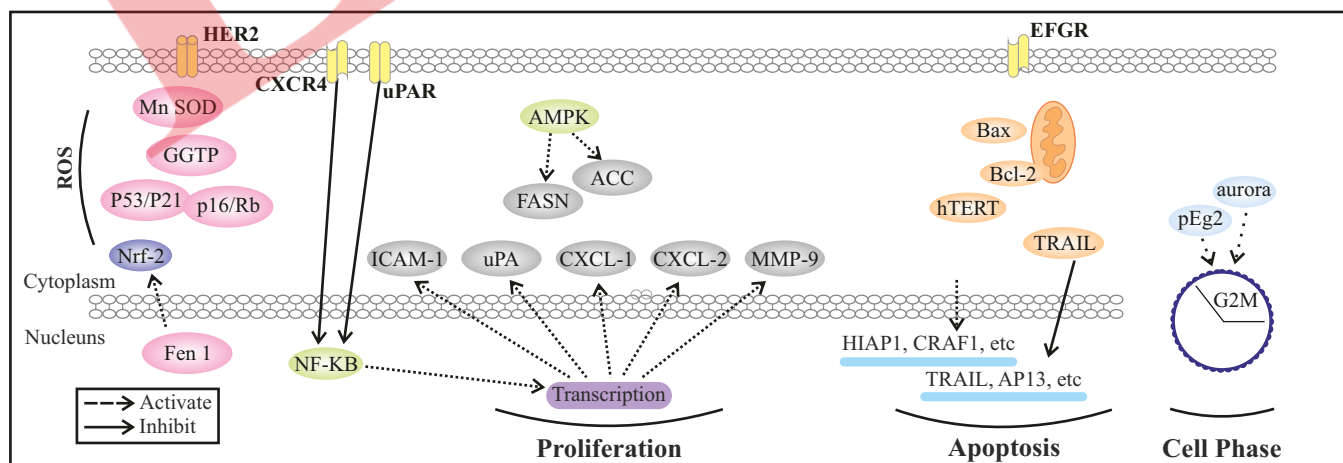 HER2
EFGR
CXCR4
uPAR
Mn SOD
AMPK
Bax
ROS
GGTP
Bcl-2
ACC
P53/P21
p16/Rb
FASN
hTERT
aurora
pEg2
Nrf-2
ICAM-1
uPA
CXCL-1
CXCL-2
MMP-9
TRAIL
Cytoplasm
G2M
Nucleuns
Fen 1
NF-KB
HIAP1, CRAF1, etc
TRAIL, AP13, etc
Transcription
Activate
Inhibit
Proliferation
Apoptosis
Cell Phase